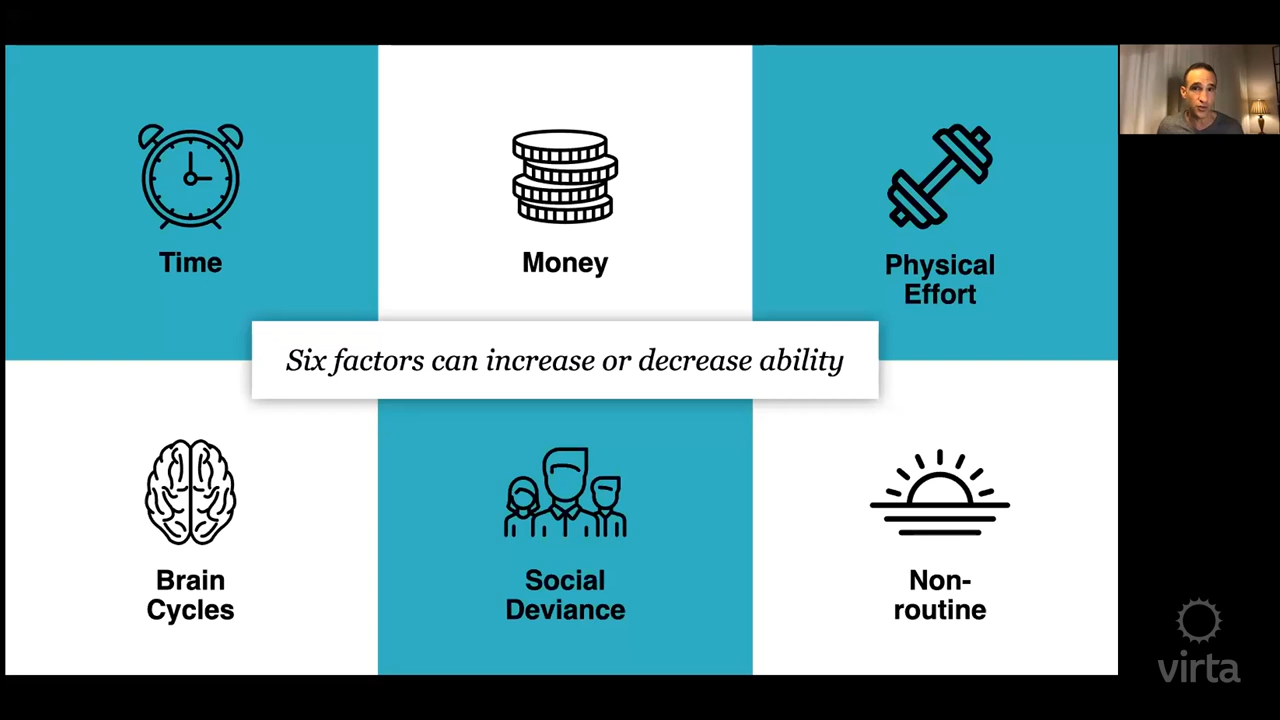 Time
Money
Physical
Effort
Six factors can increase or decrease ability
Brain
Cycles
Social
Deviance
Non-
routine
virta